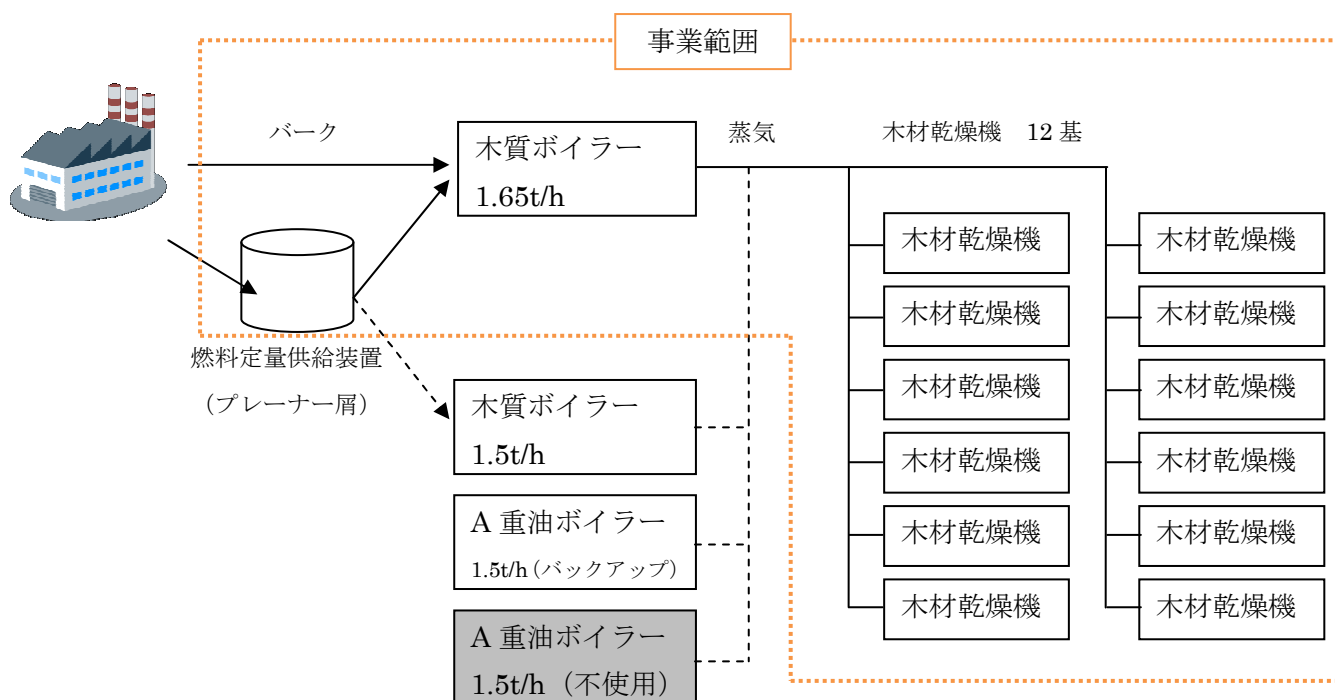 事業範囲
バーク
木質ボイラー
1.65t/h
蒸気
木材乾燥機 12基
木材乾燥機
木材乾燥機
木材乾燥機
木材乾燥機
燃料定量供給装置
（プレーナー屑）
木質ボイラー
1.5t/h
木材乾燥機
木材乾燥機
木材乾燥機
木材乾燥機
A 重油ボイラー
1.5t/h（バックアップ）
木材乾燥機
木材乾燥機
木材乾燥機
木材乾燥機
A 重油ボイラー
1.5t/h（不使用）